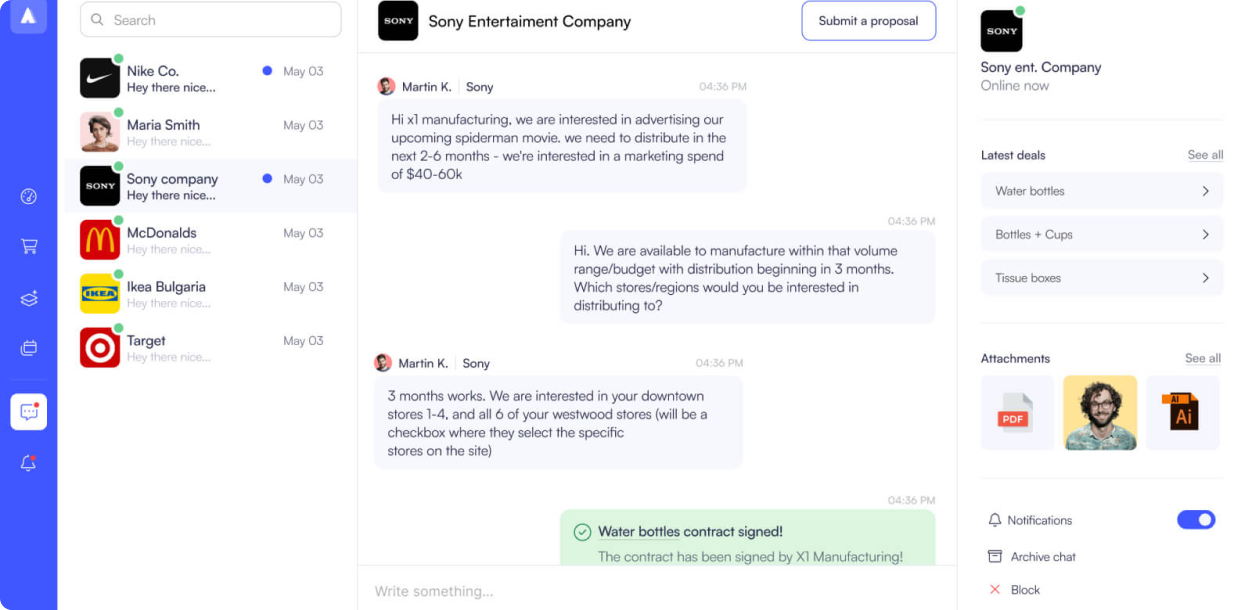 Search
Nike Co.
May 03
Hey there nice...
Maria Smith
May 03
Hey there nice...
SONY
Sony company
May 03
Hey there nice...
McDonalds
May 03
Hey there nice...
IKEA
Ikea Bulgaria
May 03
Hey there nice...
Target
May 03
Hey there nice...
SONY
Sony Entertaiment Company
Submit a proposal
Martin K. Sony
04:36 PM
Hi x1 manufacturing, we are interested in advertising our
upcoming spiderman movie. we need to distribute in the
next 2-6 months - we're interested in a marketing spend
of $40-60k
04:36 PM
Hi. We are available to manufacture within that volume
range/budget with distribution beginning in 3 months.
Which stores/regions would you be interested in
distributing to?
Martin K. Sony
04:36 PM
3 months works. We are interested in your downtown
stores 1-4, and all 6 of your westwood stores (will be a
checkbox where they select the specific
stores on the site)
04:36 PM
Water bottles contract signed!
The contract has been signed by X1 Manufacturing!
Write something...
SONY
Sony ent. Company
Online now
Latest deals
See all
Water bottles
Bottles + Cups
Tissue boxes
Attachments
See all
PDF
AI
Ai
Notifications
Archive chat
Block